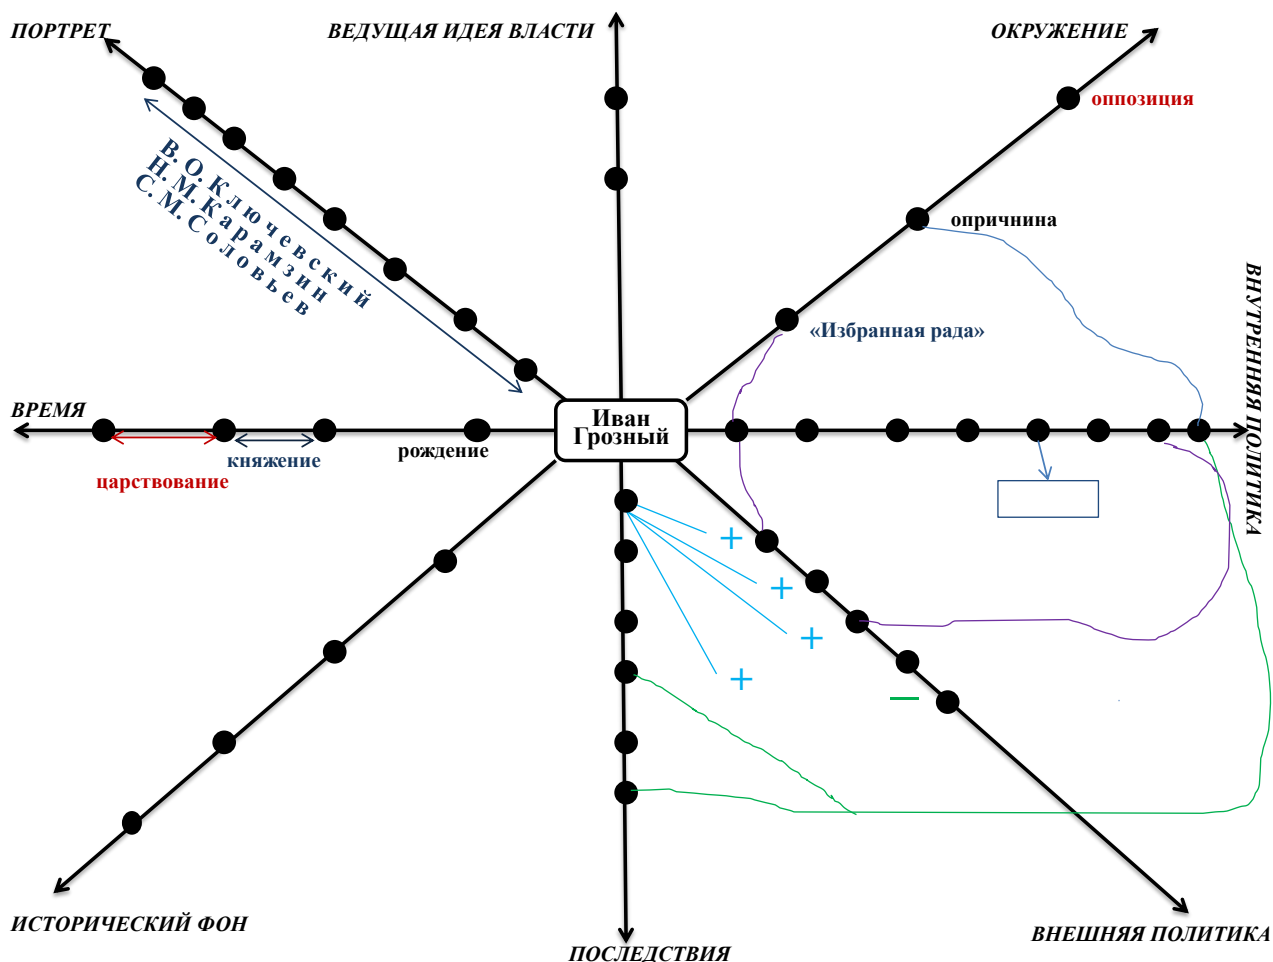 ПОРТРЕТ
ВЕДУЩАЯ ИДЕЯ ВЛАСТИ
ОКРУЖЕНИЕ
оппозиция
В. О. Ключевский
Н. М. Карамзин
С. М. Соловьев
опричнина
«Избранная рада»
ВНУТРЕННЯЯ ПОЛИТИКА
ВРЕМЯ
Иван
Грозный
рождение
княжение
царствование
+
+
+
+
—
ИСТОРИЧЕСКИЙ ФОН
ПОСЛЕДСТВИЯ
ВНЕШНЯЯ ПОЛИТИКА